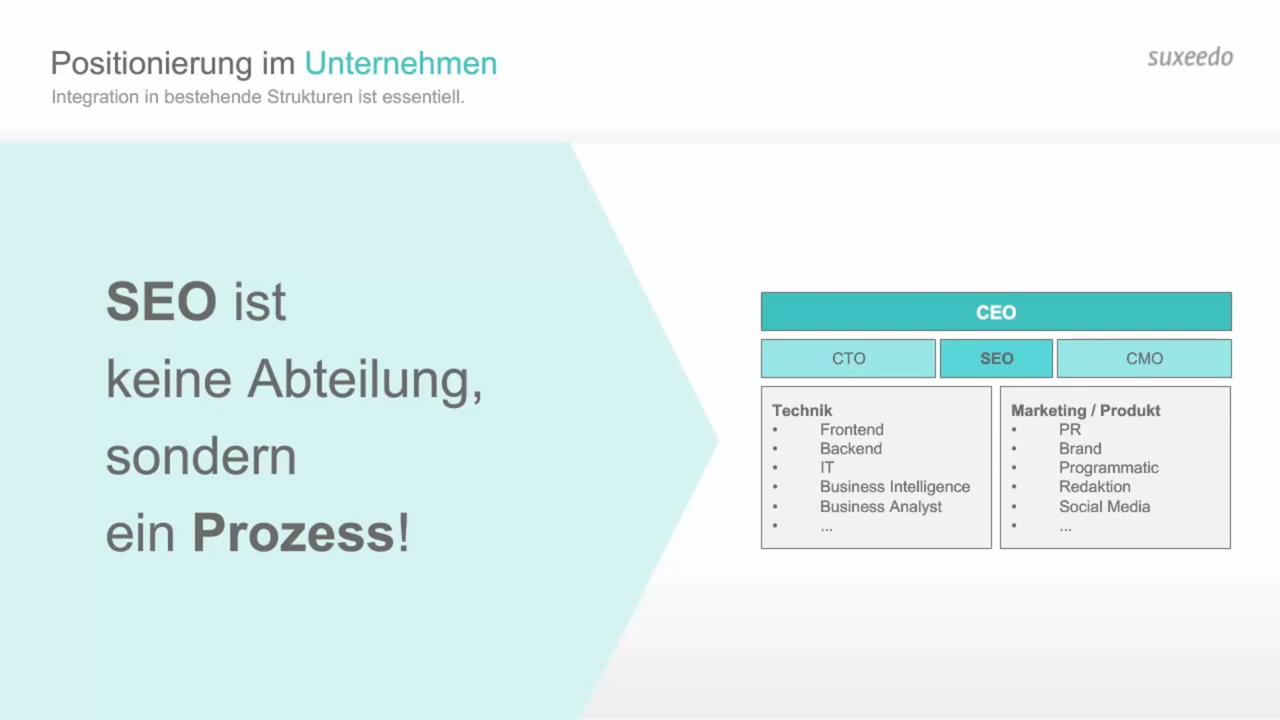 Positionierung im Unternehmen
suxeedo
Integration in bestehende Strukturen ist essentiell.
SEO ist
keine Abteilung,
sondern
ein Prozess!
CEO
CTO
SEO
CMO
Technik
• Frontend
• Backend
• IT
• Business Intelligence
• Business Analyst
• ...
Marketing / Produkt
• PR
• Brand
• Programmatic
• Redaktion
• Social Media
• ...